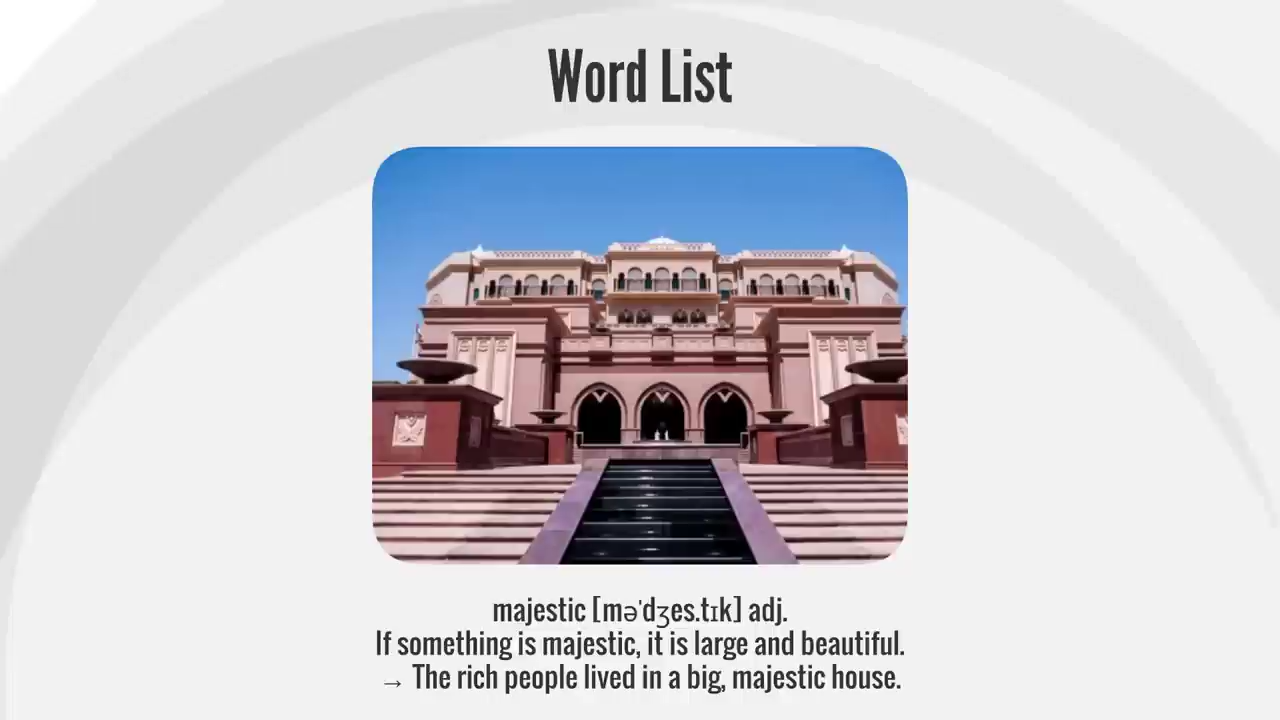 Word List
majestic [məˈdʒes.tɪk] adj.
If something is majestic, it is large and beautiful.
→ The rich people lived in a big, majestic house.